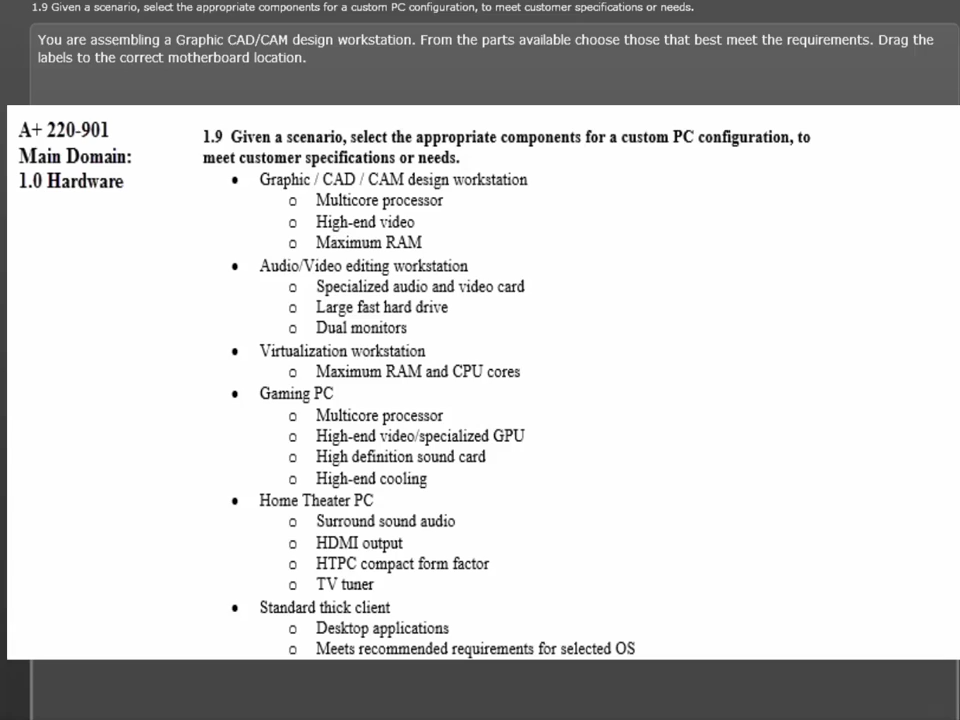 1.9 Given a scenario, select the appropriate components for a custom PC configuration, to meet customer specifications or needs.
You are assembling a Graphic CAD/CAM design workstation. From the parts available choose those that best meet the requirements. Drag the
labels to the correct motherboard location.
A+ 220-901
Main Domain:
1.0 Hardware
1.9 Given a scenario, select the appropriate components for a custom PC configuration, to
meet customer specifications or needs.
• Graphic / CAD / CAM design workstation
o Multicore processor
o High-end video
o Maximum RAM
• Audio/Video editing workstation
o Specialized audio and video card
o Large fast hard drive
o Dual monitors
• Virtualization workstation
o Maximum RAM and CPU cores
• Gaming PC
o Multicore processor
o High-end video/specialized GPU
o High definition sound card
o High-end cooling
• Home Theater PC
o Surround sound audio
o HDMI output
o HTPC compact form factor
o TV tuner
• Standard thick client
o Desktop applications
o Meets recommended requirements for selected OS